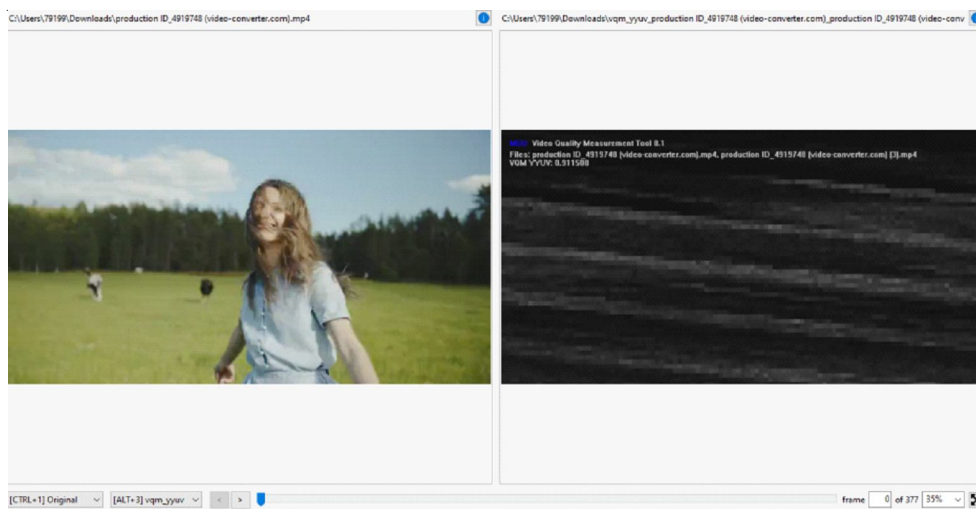 C:\Users\79199\Downloads\production ID_4919748 (video-converter.com).mp4
C:\Users\79199\Downloads\vqm_yyuv_production ID_4919748 (video-converter.com)_production ID_4919748 (video-conv
MSU Video Quality Measurement Tool 8.1
Files: production ID_4919748 (video-converter.com).mp4, production ID_4919748 (video-converter.com) (3).mp4
VQM YYUV: 0.911508
[CTRL+1] Original
[ALT+3] vqm_yyuv
< >
frame 0 of 377 35%